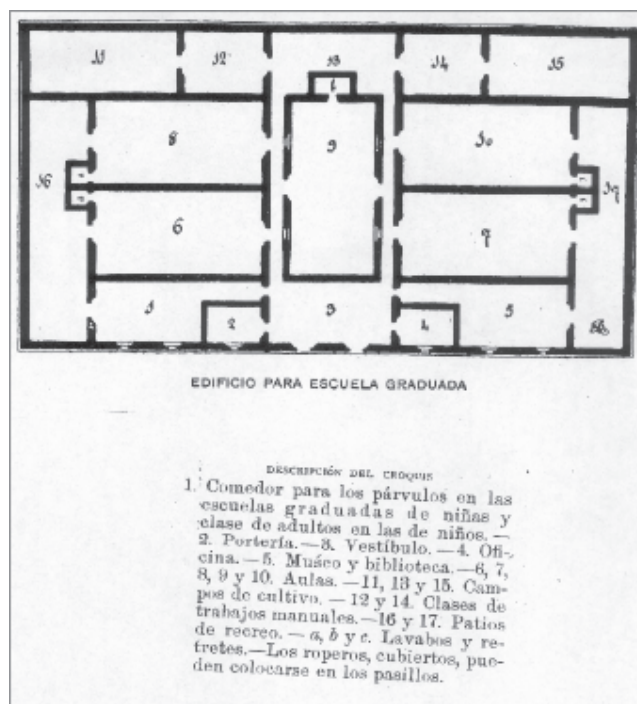 11
12
13
14
15
8
9
10
16
17
6
7
2
3
5
EDIFICIO PARA ESCUELA GRADUADA
DESCRIPCIÓN DEL CROQUIS
1. Comedor para los párvulos en las
escuelas graduadas de niñas y
clase de adultos en las de niños.—
2. Portería.—3. Vestíbulo.—4. Ofi-
cina.—5. Museo y biblioteca.—6, 7,
8, 9 y 10. Aulas.—11, 13 y 15. Cam-
pos de cultivo.—12 y 14. Clases de
trabajos manuales.—16 y 17. Patios
de recreo.—a, b y c. Lavabos y re-
tretes.—Los roperos, cubiertos, pue-
den colocarse en los pasillos.